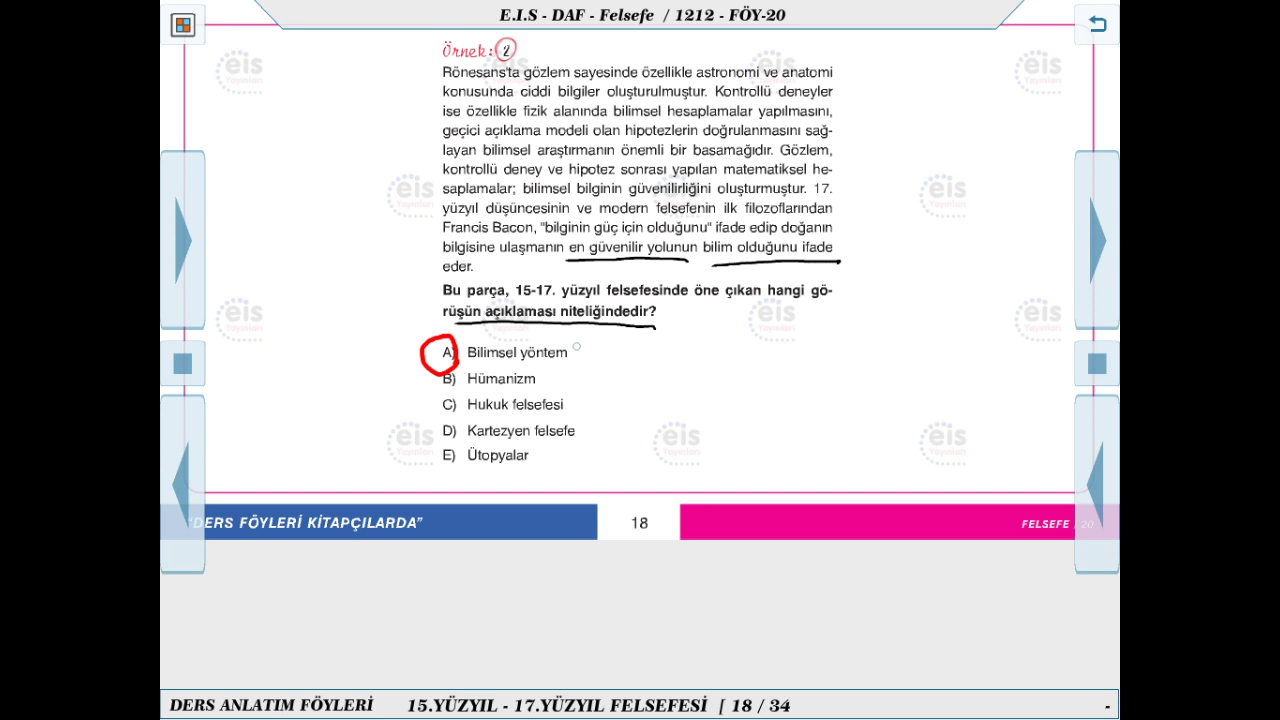 E.I.S - DAF - Felsefe / 1212 - FÖY-20
Örnek: 2
Rönesans'ta gözlem sayesinde özellikle astronomi ve anatomi
konusunda ciddi bilgiler oluşturulmuştur. Kontrollü deneyler
ise özellikle fizik alanında bilimsel hesaplamalar yapılmasını,
geçici açıklama modeli olan hipotezlerin doğrulanmasını sağ-
layan bilimsel araştırmanın önemli bir basamağıdır. Gözlem,
kontrollü deney ve hipotez sonrası yapılan matematiksel he-
saplamalar; bilimsel bilginin güvenilirliğini oluşturmuştur. 17.
yüzyıl düşüncesinin ve modern felsefenin ilk filozoflarından
Francis Bacon, "bilginin güç için olduğunu" ifade edip doğanın
bilgisine ulaşmanın en güvenilir yolunun bilim olduğunu ifade
eder.
Bu parça, 15-17. yüzyıl felsefesinde öne çıkan hangi gö-
rüşün açıklaması niteliğindedir?
A) Bilimsel yöntem
B) Hümanizm
C) Hukuk felsefesi
D) Kartezyen felsefe
E) Ütopyalar
eis Yayınları
"DERS FÖYLERİ KİTAPÇILARDA"
18
FELSEFE / 20
DERS ANLATIM FÖYLERİ 15.YÜZYIL - 17.YÜZYIL FELSEFESİ [ 18 / 34 -